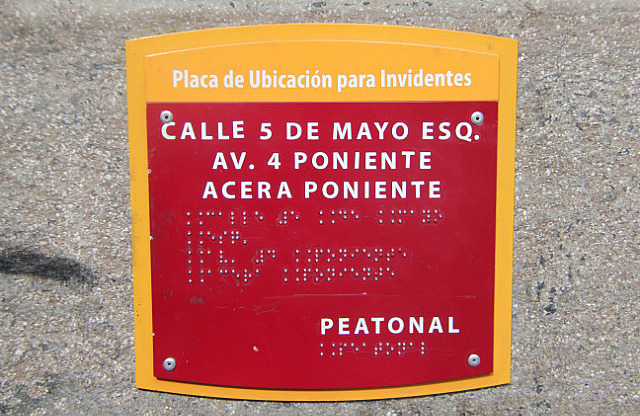 Placa de Ubicación para Invidentes
CALLE 5 DE MAYO ESQ.
AV. 4 PONIENTE
ACERA PONIENTE
PEATONAL